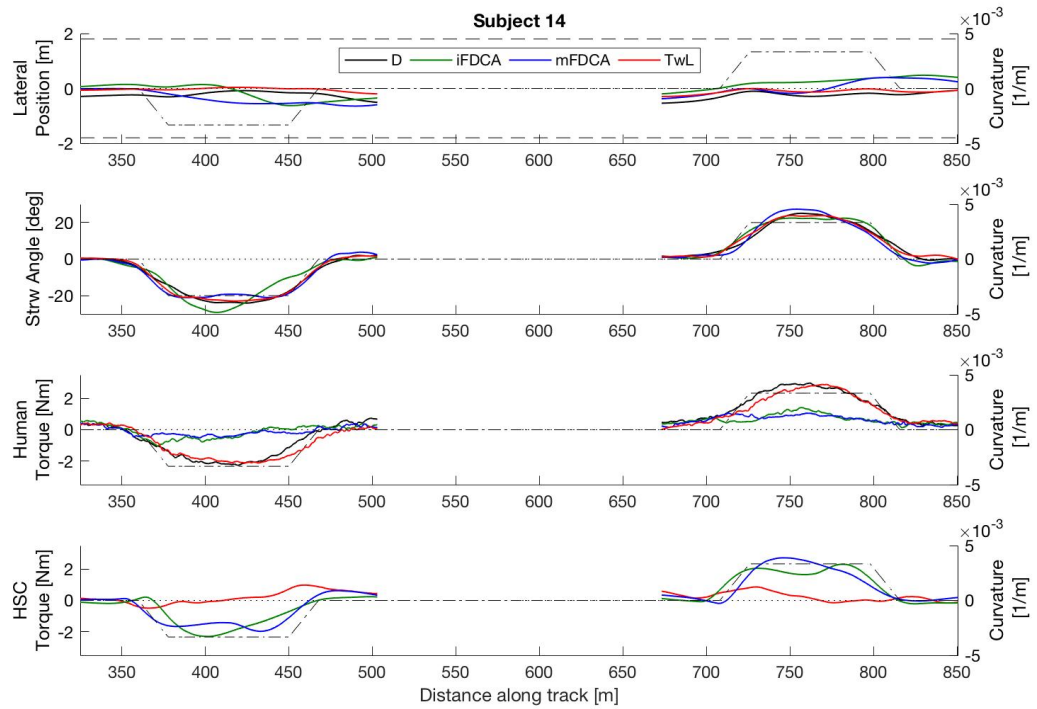 Subject 14
×10-3
2 0 -2
Lateral
Position [m]
D iFDCA mFDCA TwL
5 0 -5
Curvature
[1/m]
350 400 450 500 550 600 650 700 750 800 850
×10-3
20 0 -20
Strw Angle [deg]
5 0 -5
Curvature
[1/m]
350 400 450 500 550 600 650 700 750 800 850
×10-3
2 0 -2
Human
Torque [Nm]
5 0 -5
Curvature
[1/m]
350 400 450 500 550 600 650 700 750 800 850
×10-3
2 0 -2
HSC
Torque [Nm]
5 0 -5
Curvature
[1/m]
350 400 450 500 550 600 650 700 750 800 850
Distance along track [m]